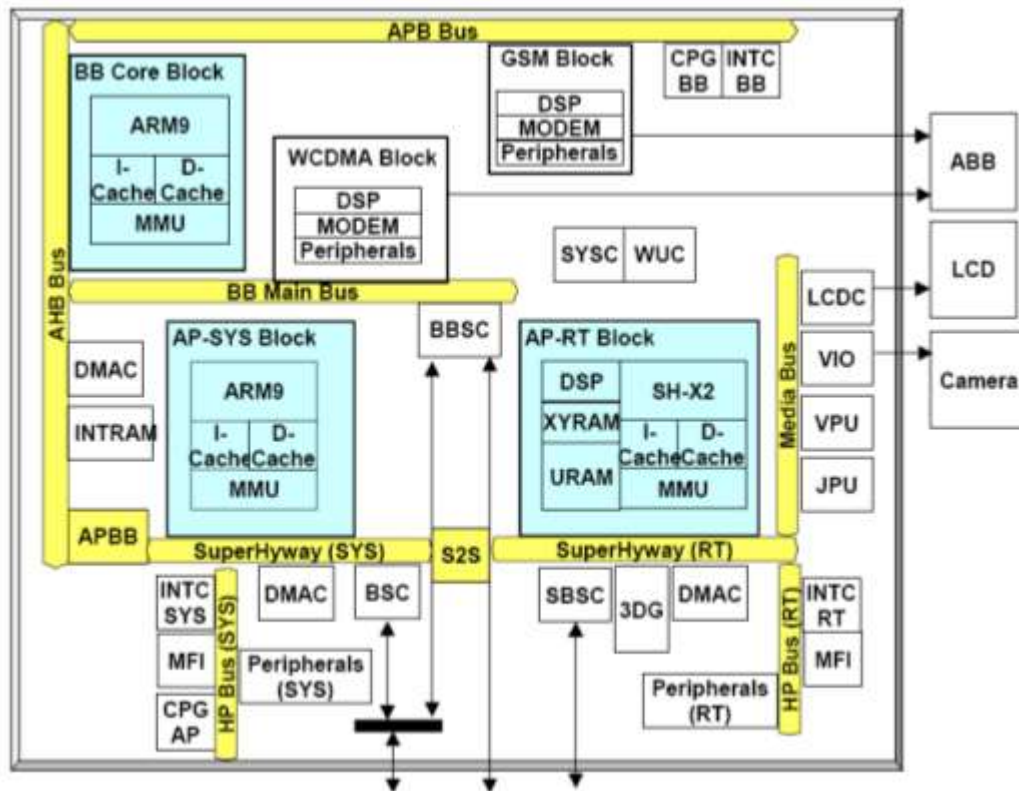 APB Bus
BB Core Block
ARM9
I-
Cache
D-
Cache
MMU
GSM Block
DSP
MODEM
Peripherals
CPG
BB
INTC
BB
WCDMA Block
DSP
MODEM
Peripherals
ABB
SYSC
WUC
LCD
AHB Bus
BB Main Bus
BBSC
LCDC
VIO
VPU
JPU
Media Bus
Camera
DMAC
INTRAM
APBB
AP-SYS Block
ARM9
I-
Cache
D-
Cache
MMU
AP-RT Block
DSP
XYRAM
URAM
SH-X2
I-
Cache
D-
Cache
MMU
SuperHyway (SYS)
S2S
SuperHyway (RT)
INTC
SYS
MFI
CPG
AP
HP Bus (SYS)
DMAC
BSC
Peripherals
(SYS)
SBSC
3DG
DMAC
Peripherals
(RT)
HP Bus (RT)
INTC
RT
MFI